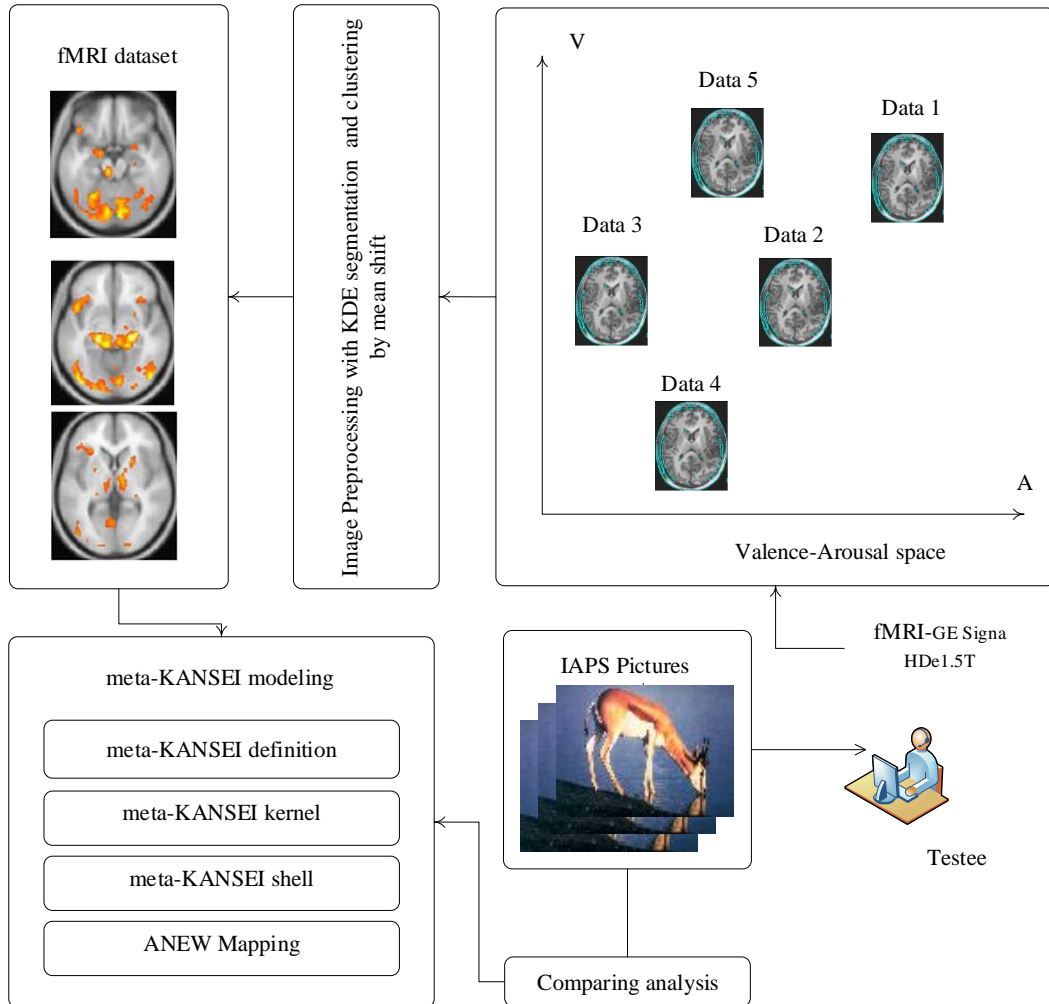 fMRI dataset
Image Preprocessing with KDE segmentation and clustering
by mean shift
V
Data 5
Data 1
Data 3
Data 2
Data 4
A
Valence-Arousal space
fMRI-GE Signa
HDe1.5T
meta-KANSEI modeling
meta-KANSEI definition
meta-KANSEI kernel
meta-KANSEI shell
ANEW Mapping
IAPS Pictures
Testee
Comparing analysis